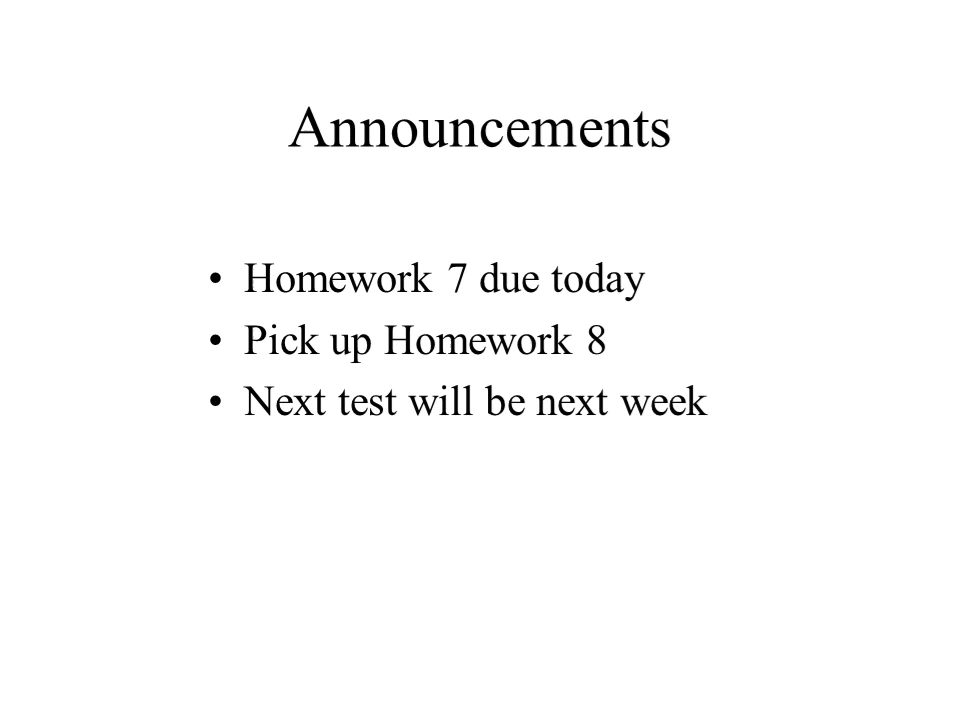 Announcements
• Homework 7 due today
• Pick up Homework 8
• Next test will be next week